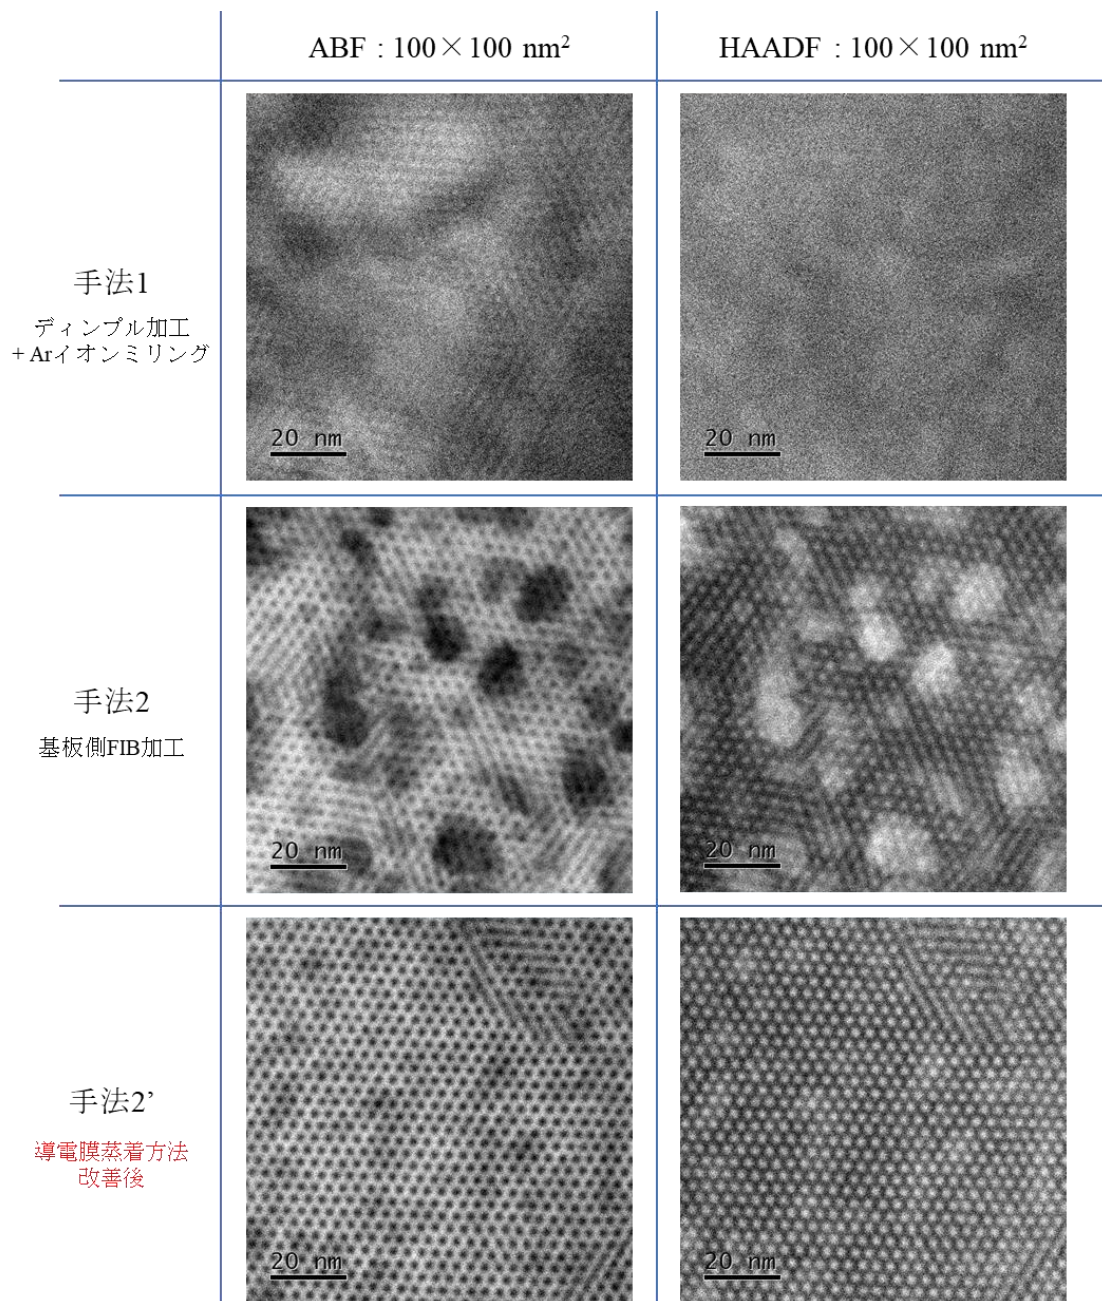 ABF : 100×100 nm²
HAADF : 100×100 nm²
手法1
ディンプル加工
+ Arイオンミリング
20 nm
20 nm
手法2
基板側FIB加工
20 nm
20 nm
手法2’
導電膜蒸着方法
改善後
20 nm
20 nm